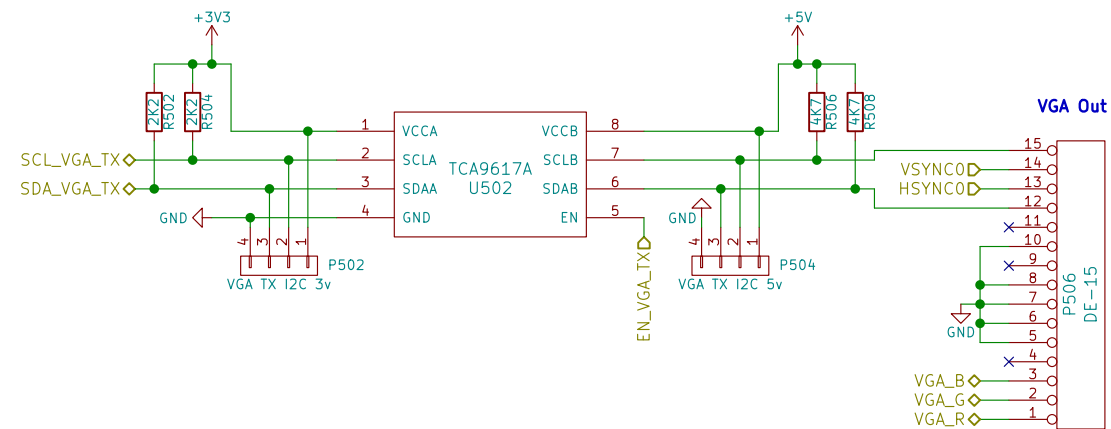 +3V3
+5V
VGA Out
2K2
R502
2K2
R504
4K7
R506
4K7
R508
1 VCCA VCCB 8
SCL_VGA_TX 2 SCLA SCLB 7
TCA9617A
U502
SDA_VGA_TX 3 SDAA SDAB 6
GND 4 GND EN 5
GND
4 3 2 1
P502
VGA TX I2C 3v
EN_VGA_TX
4 3 2 1
P504
VGA TX I2C 5v
15
VSYNC0 14
HSYNC0 13
12
11
10
9
8
7
GND
6
5
4
VGA_B 3
VGA_G 2
VGA_R 1
P506
DE-15